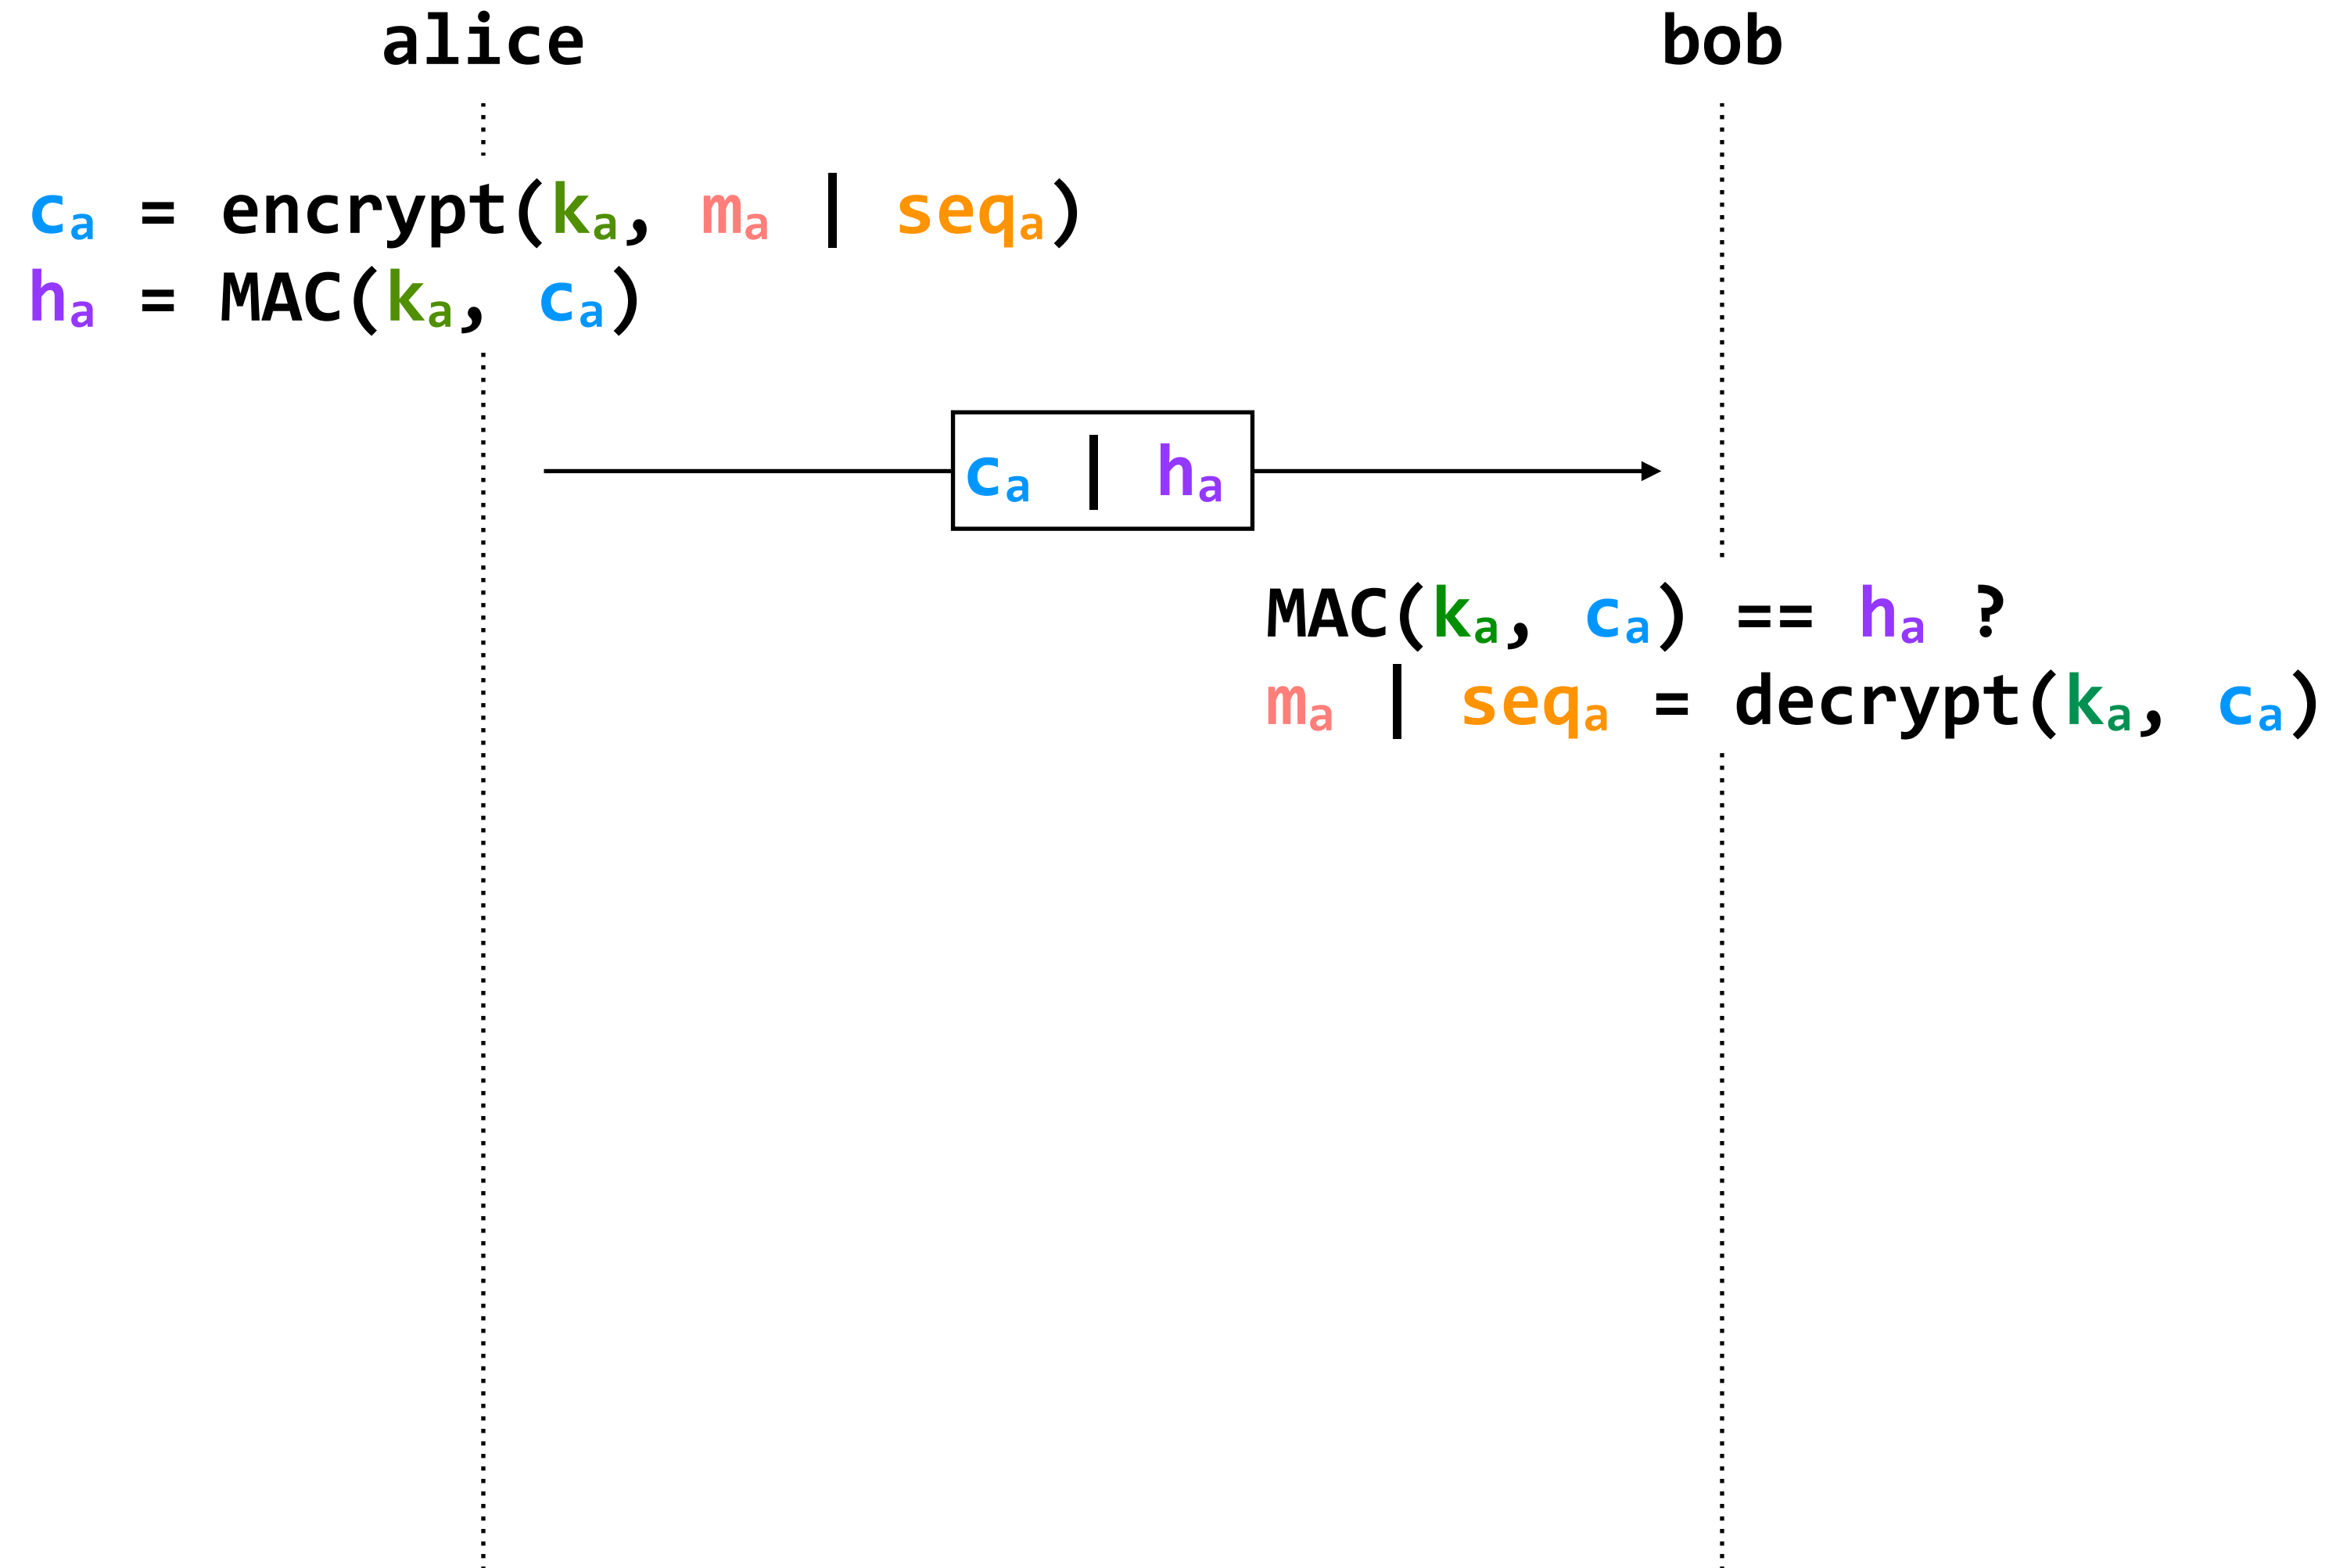 alice
bob
cₐ = encrypt(kₐ, mₐ | seqₐ)
hₐ = MAC(kₐ, cₐ)
cₐ | hₐ
MAC(kₐ, cₐ) == hₐ ?
mₐ | seqₐ = decrypt(kₐ, cₐ)